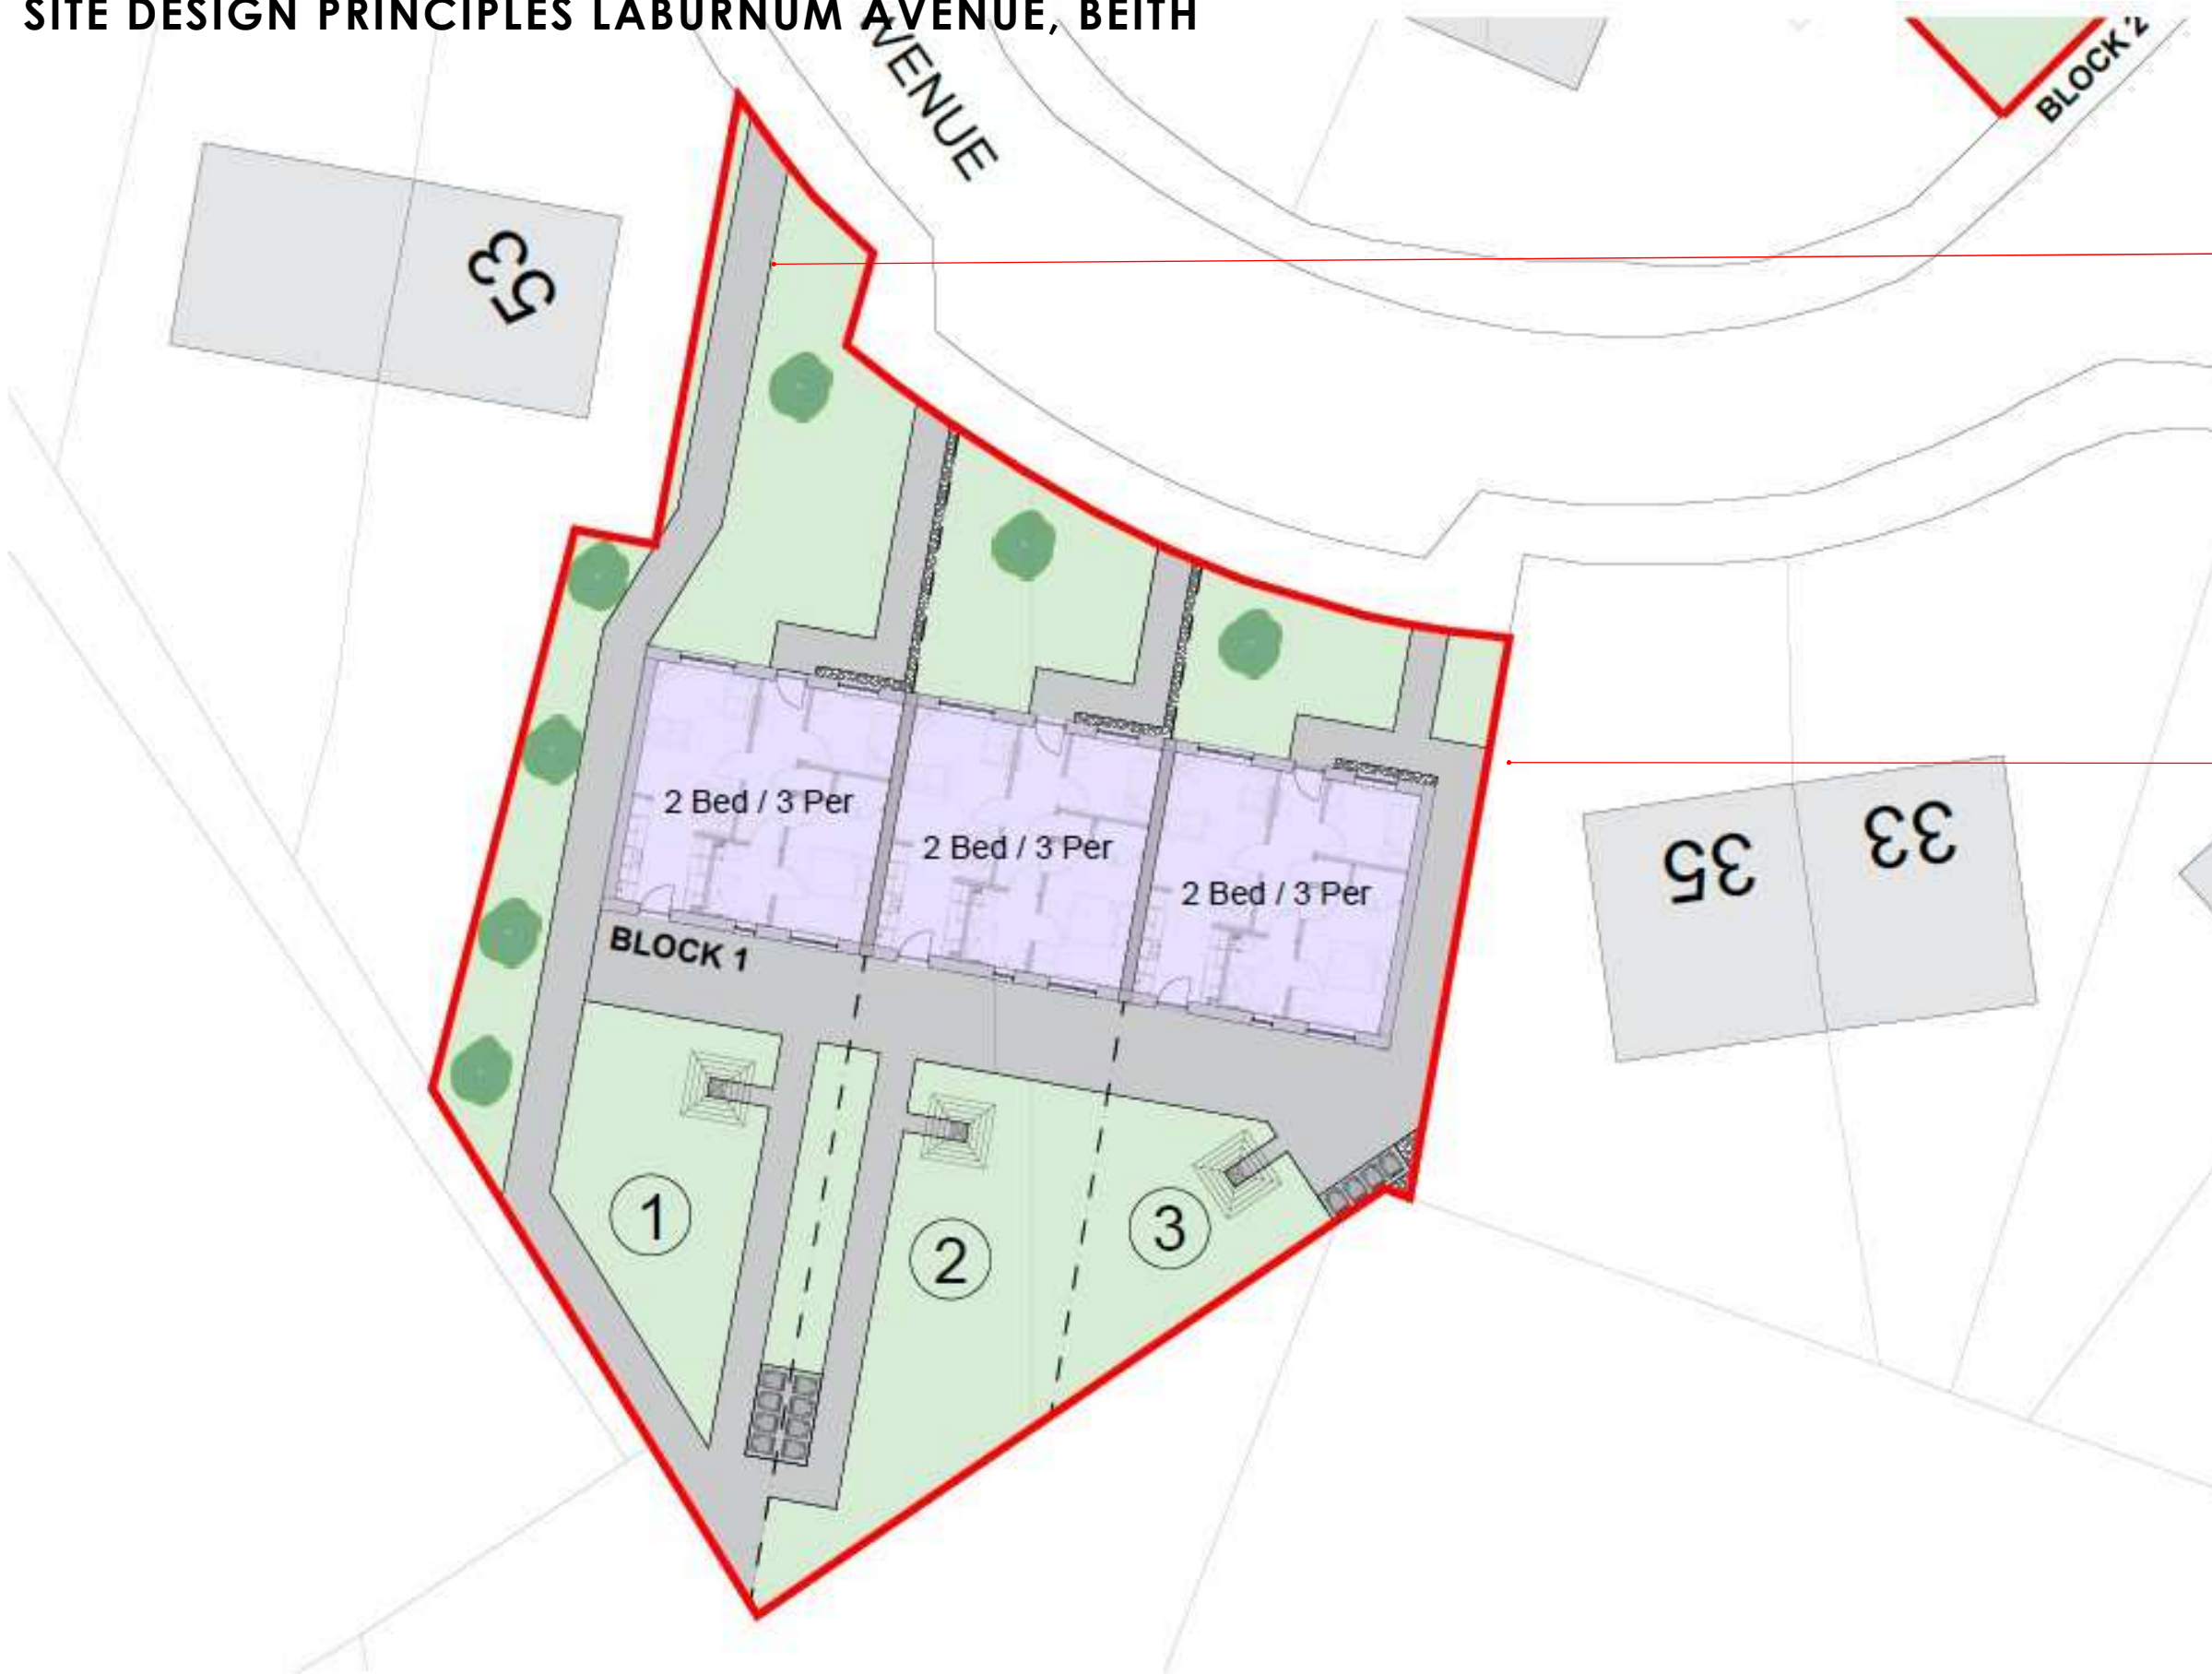 SITE DESIGN PRINCIPLES LABURNUM AVENUE, BEITH
AVENUE
BLOCK 2
53
2 Bed / 3 Per
2 Bed / 3 Per
2 Bed / 3 Per
35
33
BLOCK 1
1
2
3